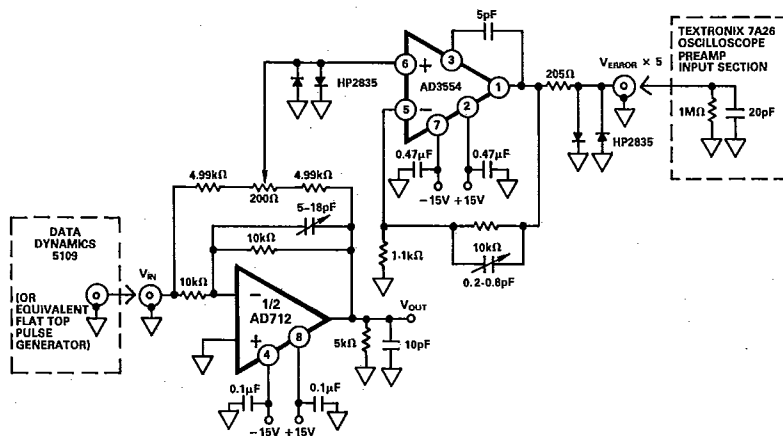 5pF
TEXTRONIX 7A26
OSCILLOSCOPE
PREAMP
INPUT SECTION
VERROR × 5
6
+
3
AD3554
1
205Ω
HP2835
5
−
2
7
1MΩ
20pF
HP2835
0.47μF
0.47μF
−15V
+15V
4.99kΩ
4.99kΩ
200Ω
5-18pF
10kΩ
1·1kΩ
10kΩ
0.2-0.8pF
DATA
DYNAMICS
5109
(OR
EQUIVALENT
FLAT TOP
PULSE
GENERATOR)
VIN
10kΩ
−
1/2
AD712
+
8
4
VOUT
5kΩ
10pF
0.1μF
0.1μF
−15V
+15V